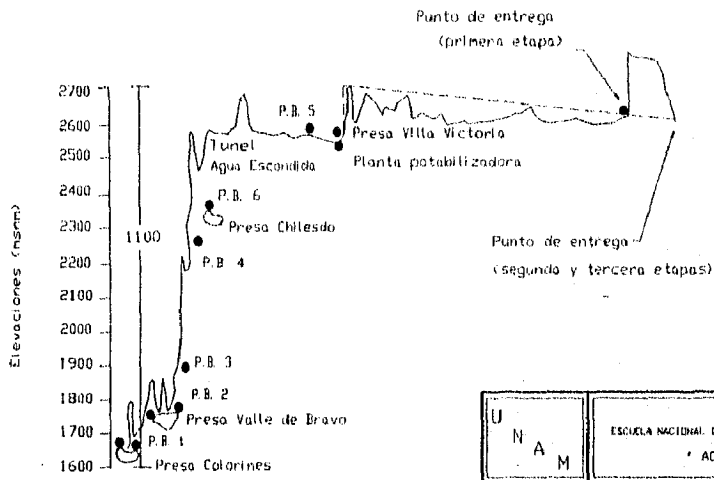 Punto de entrega
(primera etapa)
2700
2600
2500
2400
2300
2200
2100
2000
1900
1800
1700
1600
Elevaciones (msnm)
1100
P.B. 5
Presa Villa Victoria
Planta potabilizadora
Tunel
Agua Escondida
P.B. 6
Presa Chilesdo
P.B. 4
Punto de entrega
(segunda y tercera etapas)
P.B. 3
P.B. 2
Presa Valle de Bravo
P.B. 1
Presa Colorines
U
N
A
M
ESCUELA NACIONAL